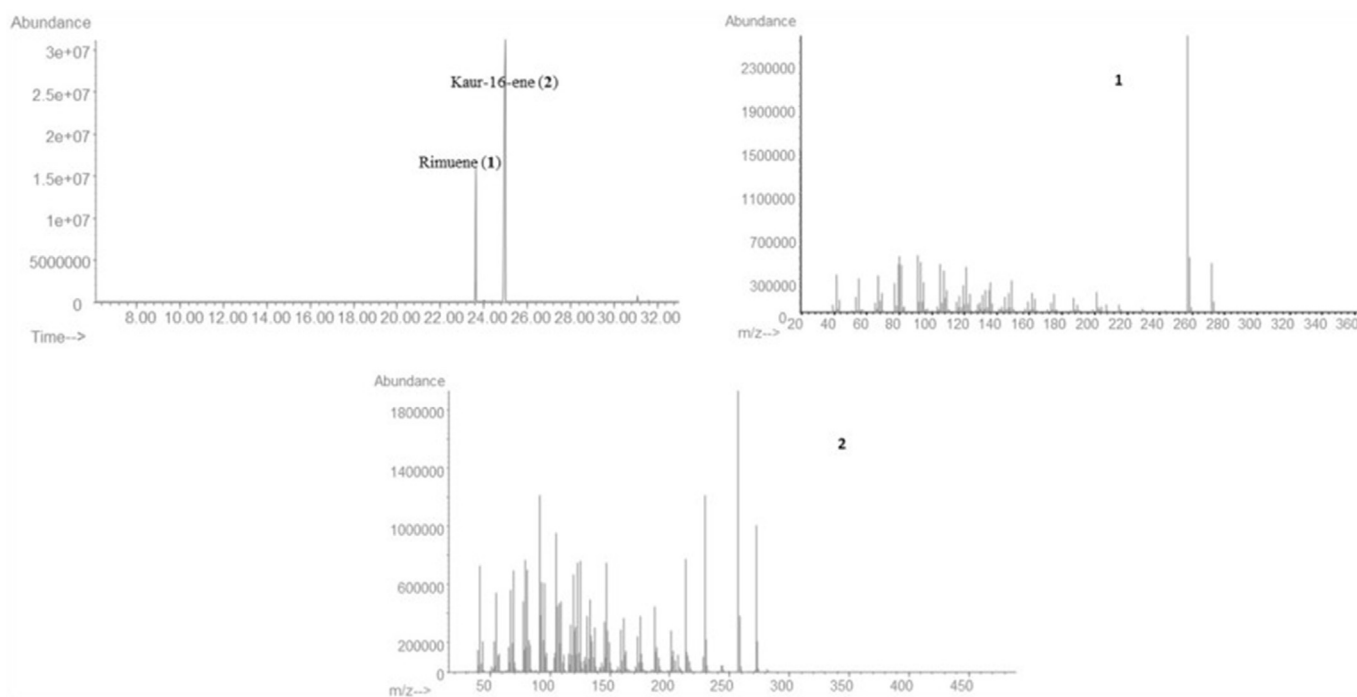 Abundance
3e+07
2.5e+07
2e+07
1.5e+07
1e+07
5000000
0
Kaur-16-ene (2)
Rimuene (1)
8.00 10.00 12.00 14.00 16.00 18.00 20.00 22.00 24.00 26.00 28.00 30.00 32.00
Time-->
Abundance
2300000
1900000
1500000
1100000
700000
300000
0
1
20 40 60 80 100 120 140 160 180 200 220 240 260 280 300 320 340 360
m/z-->
Abundance
1800000
1400000
1000000
600000
200000
0
2
50 100 150 200 250 300 350 400 450
m/z-->